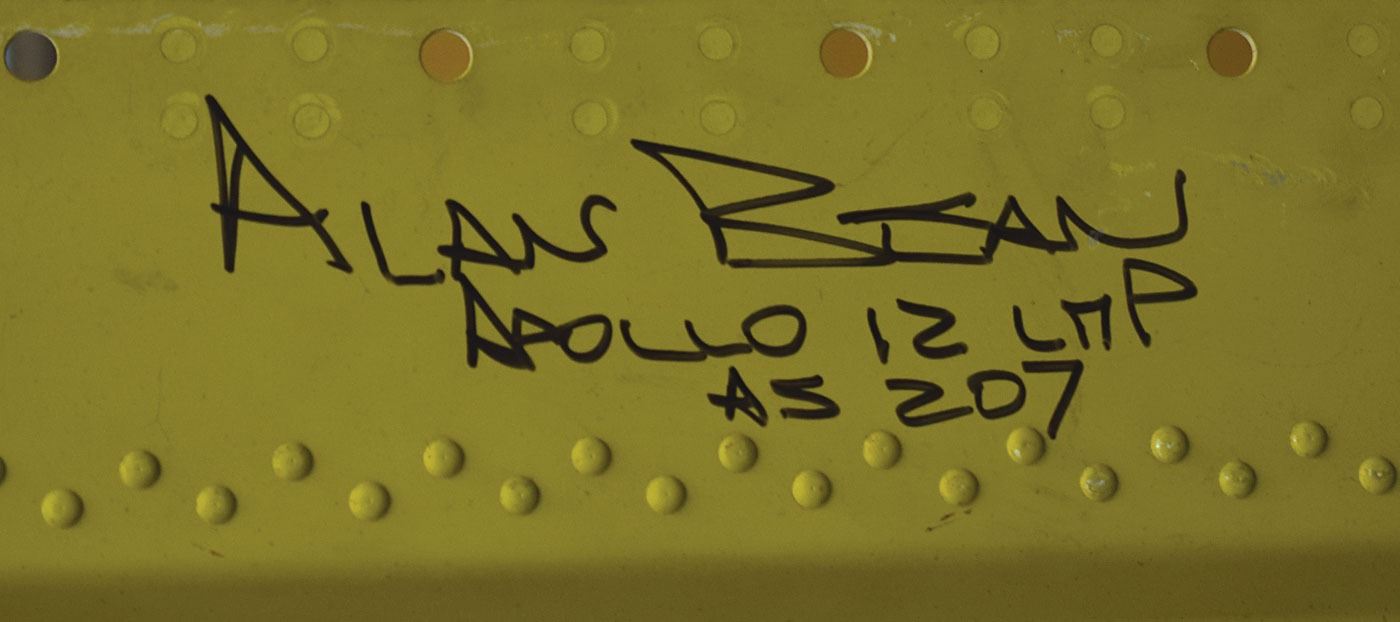 ALAN BEAN
APOLLO 12 LMP
AS 207